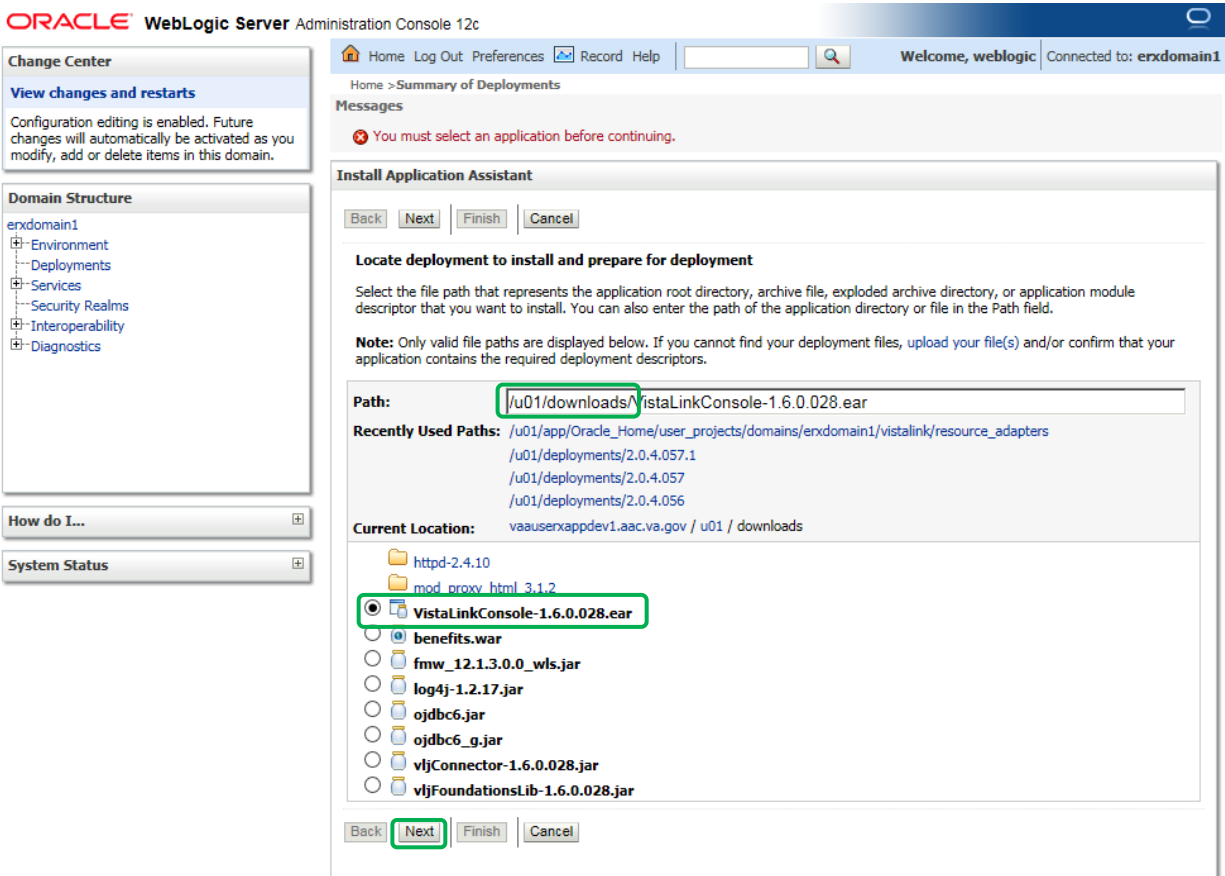 ORACLE WebLogic Server Administration Console 12c
Change Center
View changes and restarts
Configuration editing is enabled. Future
changes will automatically be activated as you
modify, add or delete items in this domain.
Domain Structure
erxdomain1
Environment
Deployments
Services
Security Realms
Interoperability
Diagnostics
How do I...
System Status
Home Log Out Preferences Record Help
Welcome, weblogic Connected to: erxdomain1
Home >Summary of Deployments
Messages
You must select an application before continuing.
Install Application Assistant
Back Next Finish Cancel
Locate deployment to install and prepare for deployment
Select the file path that represents the application root directory, archive file, exploded archive directory, or application module
descriptor that you want to install. You can also enter the path of the application directory or file in the Path field.
Note: Only valid file paths are displayed below. If you cannot find your deployment files, upload your file(s) and/or confirm that your
application contains the required deployment descriptors.
Path: /u01/downloads/VistaLinkConsole-1.6.0.028.ear
Recently Used Paths: /u01/app/Oracle_Home/user_projects/domains/erxdomain1/vistalink/resource_adapters
/u01/deployments/2.0.4.057.1
/u01/deployments/2.0.4.057
/u01/deployments/2.0.4.056
Current Location: vaauserxappdev1.aac.va.gov / u01 / downloads
httpd-2.4.10
mod_proxy_html_3.1.2
VistaLinkConsole-1.6.0.028.ear
benefits.war
fmw_12.1.3.0.0_wls.jar
log4j-1.2.17.jar
ojdbc6.jar
ojdbc6_g.jar
vljConnector-1.6.0.028.jar
vljFoundationsLib-1.6.0.028.jar
Back Next Finish Cancel